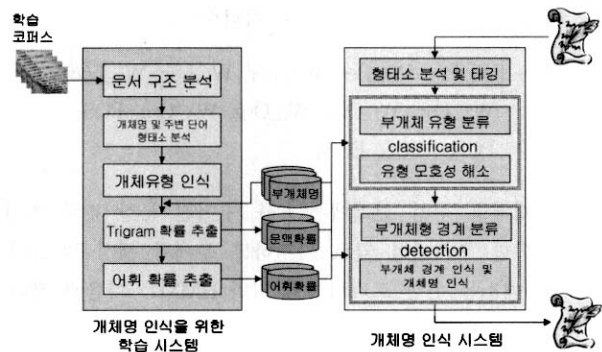 학습
코퍼스
문서 구조 분석
개체명 및 주변 단어
형태소 분석
개체유형 인식
Trigram 확률 추출
어휘 확률 추출
개체명 인식을 위한
학습 시스템
부개체명
문맥확률
어휘확률
형태소 분석 및 태깅
부개체 유형 분류
classification
유형 모호성 해소
부개체형 경계 분류
detection
부개체 경계 인식 및
개체명 인식
개체명 인식 시스템